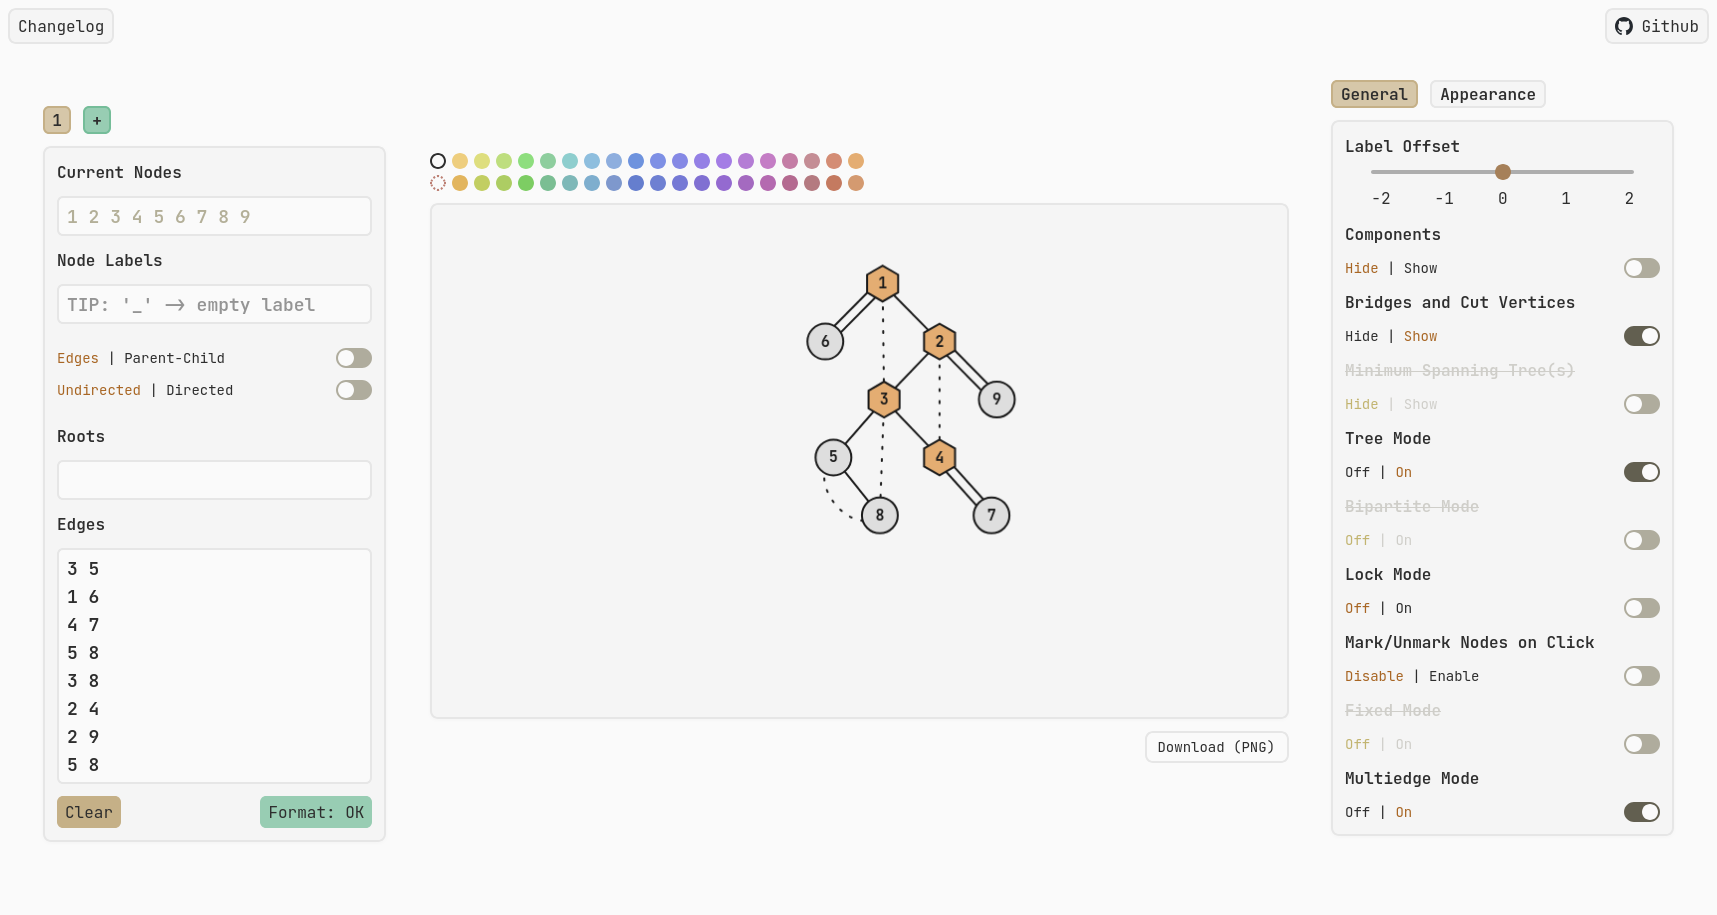 Changelog
Github
1
+
Current Nodes
1 2 3 4 5 6 7 8 9
Node Labels
TIP: '_' -> empty label
Edges | Parent-Child
Undirected | Directed
Roots
Edges
3 5
1 6
4 7
5 8
3 8
2 4
2 9
5 8
Clear
Format: OK
1
6
2
3
9
5
4
8
7
Download (PNG)
General
Appearance
Label Offset
-2 -1 0 1 2
Components
Hide | Show
Bridges and Cut Vertices
Hide | Show
Minimum Spanning Tree(s)
Hide | Show
Tree Mode
Off | On
Bipartite Mode
Off | On
Lock Mode
Off | On
Mark/Unmark Nodes on Click
Disable | Enable
Fixed Mode
Off | On
Multiedge Mode
Off | On